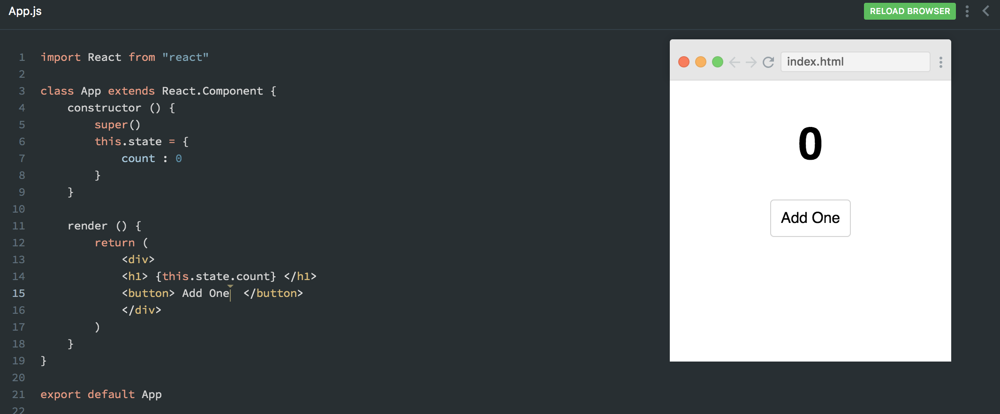 App.js
RELOAD BROWSER
1 import React from "react"
2
3 class App extends React.Component {
4     constructor () {
5         super()
6         this.state = {
7             count : 0
8         }
9     }
10
11     render () {
12         return (
13             <div>
14             <h1> {this.state.count} </h1>
15             <button> Add One  </button>
16             </div>
17         )
18     }
19 }
20
21 export default App
22
index.html
0
Add One